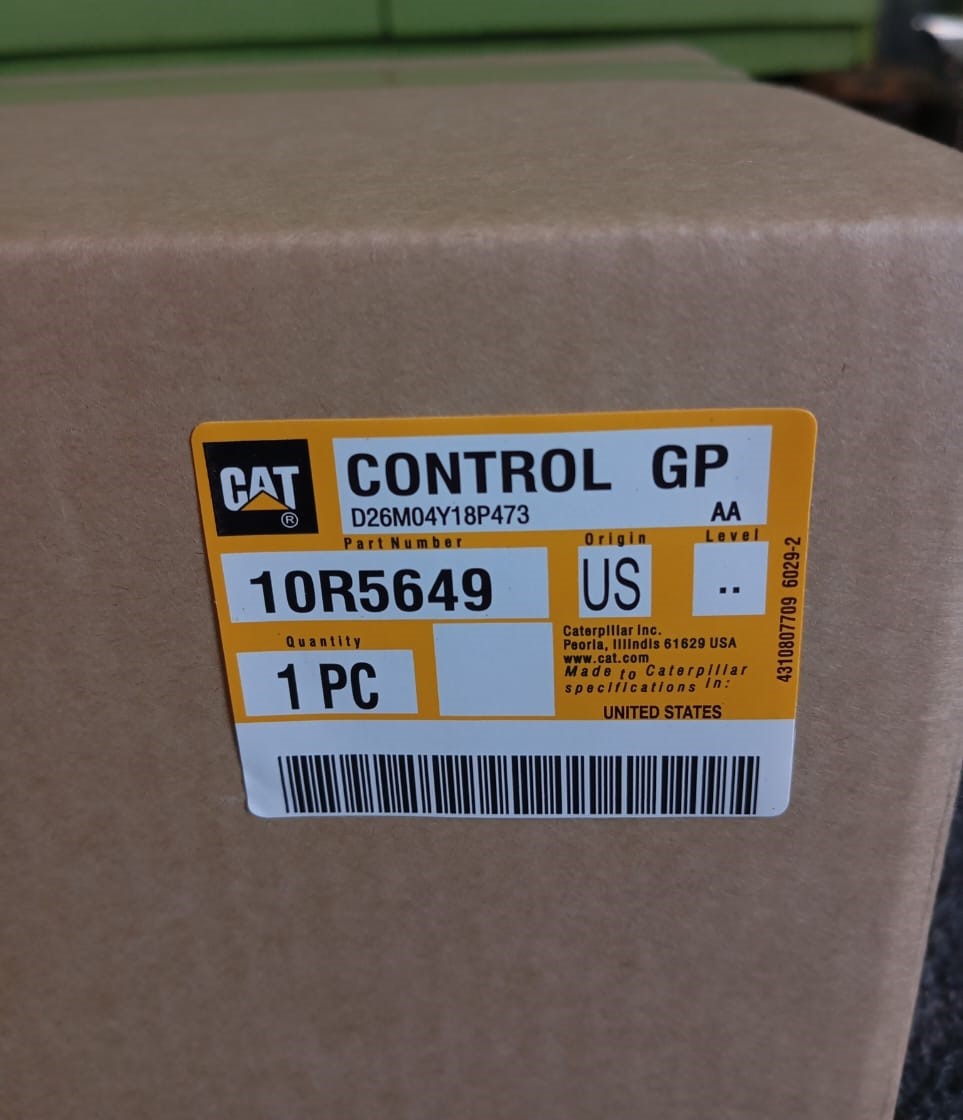 CAT
®
CONTROL GP
D26M04Y18P473
AA
Part Number
Origin
Level
10R5649
US
..
Quantity
1 PC
Caterpillar Inc.
Peoria, Illindis 61629 USA
www.cat.com
Made to Caterpillar
specifications in:
UNITED STATES
4310807709 6029-2